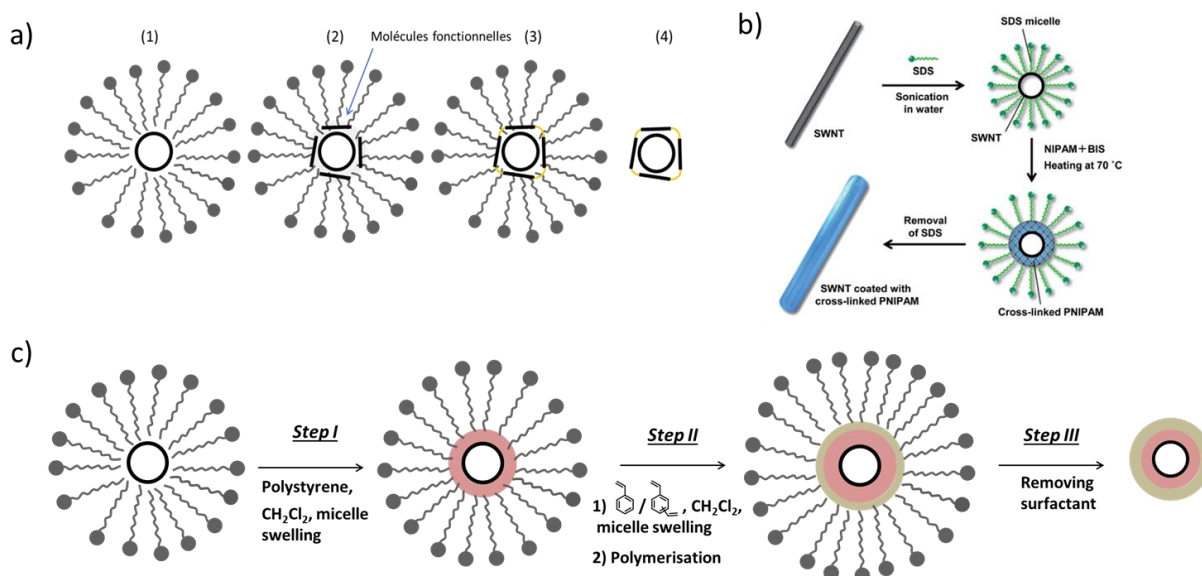 a)
(1)
(2)
Molécules fonctionnelles
(3)
(4)
b)
SWNT
SDS
Sonication
in water
SDS micelle
SWNT
NIPAM+BIS
Heating at 70 °C
Cross-linked PNIPAM
Removal
of SDS
SWNT coated with
cross-linked PNIPAM
c)
Step I
Polystyrene,
CH₂Cl₂, micelle
swelling
Step II
1) / , CH₂Cl₂,
micelle swelling
2) Polymerisation
Step III
Removing
surfactant